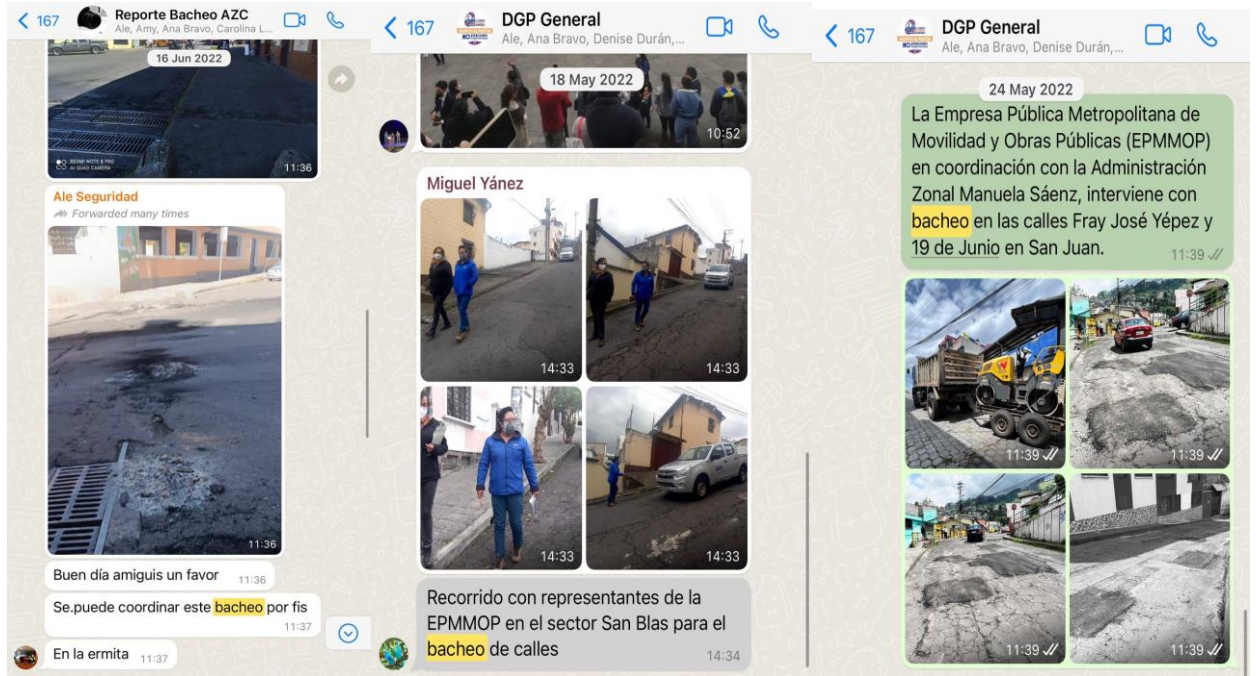 167
Reporte Bacheo AZC
Ale, Amy, Ana Bravo, Carolina L...
16 Jun 2022
REDMI NOTE 8 PRO
AI QUAD CAMERA
11:36
Ale Seguridad
Forwarded many times
11:36
Buen día amiguis un favor 11:36
Se.puede coordinar este bacheo por fis
11:37
En la ermita 11:37
167
DGP General
Ale, Ana Bravo, Denise Durán,...
18 May 2022
10:52
Miguel Yánez
14:33
14:33
14:33
14:33
Recorrido con representantes de la
EPMMOP en el sector San Blas para el
bacheo de calles
14:34
167
DGP General
Ale, Ana Bravo, Denise Durán,...
24 May 2022
La Empresa Pública Metropolitana de
Movilidad y Obras Públicas (EPMMOP)
en coordinación con la Administración
Zonal Manuela Sáenz, interviene con
bacheo en las calles Fray José Yépez y
19 de Junio en San Juan.
11:39
11:39
11:39
11:39
11:39